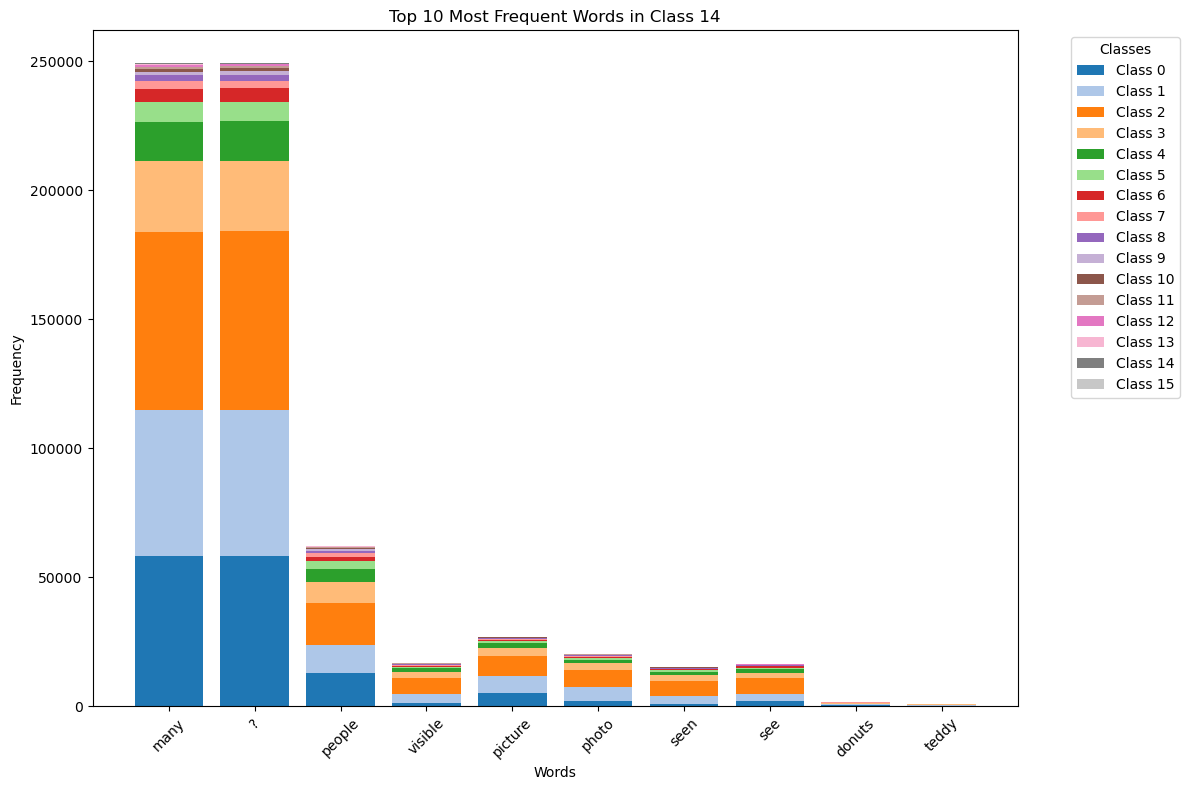 Top 10 Most Frequent Words in Class 14
250000
200000
150000
100000
50000
0
Frequency
many
?
people
visible
picture
photo
seen
see
donuts
teddy
Words
Classes
Class 0
Class 1
Class 2
Class 3
Class 4
Class 5
Class 6
Class 7
Class 8
Class 9
Class 10
Class 11
Class 12
Class 13
Class 14
Class 15